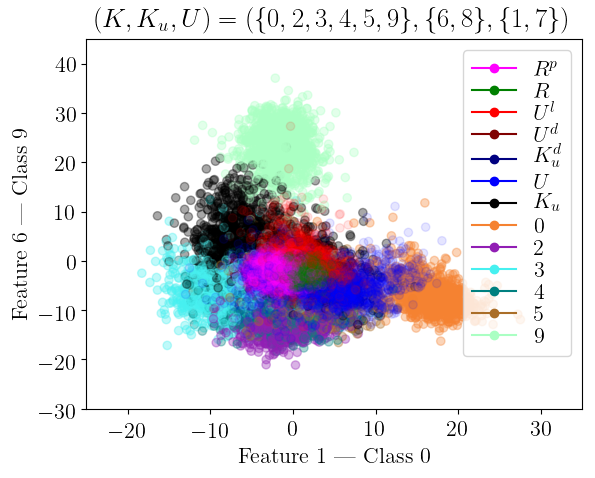 (K, K_u, U) = ({0, 2, 3, 4, 5, 9}, {6, 8}, {1, 7})
40
30
20
10
0
−10
−20
−30
Feature 6 — Class 9
−20 −10 0 10 20 30
Feature 1 — Class 0
R^p
R
U^l
U^d
K_u^d
U
K_u
0
2
3
4
5
9